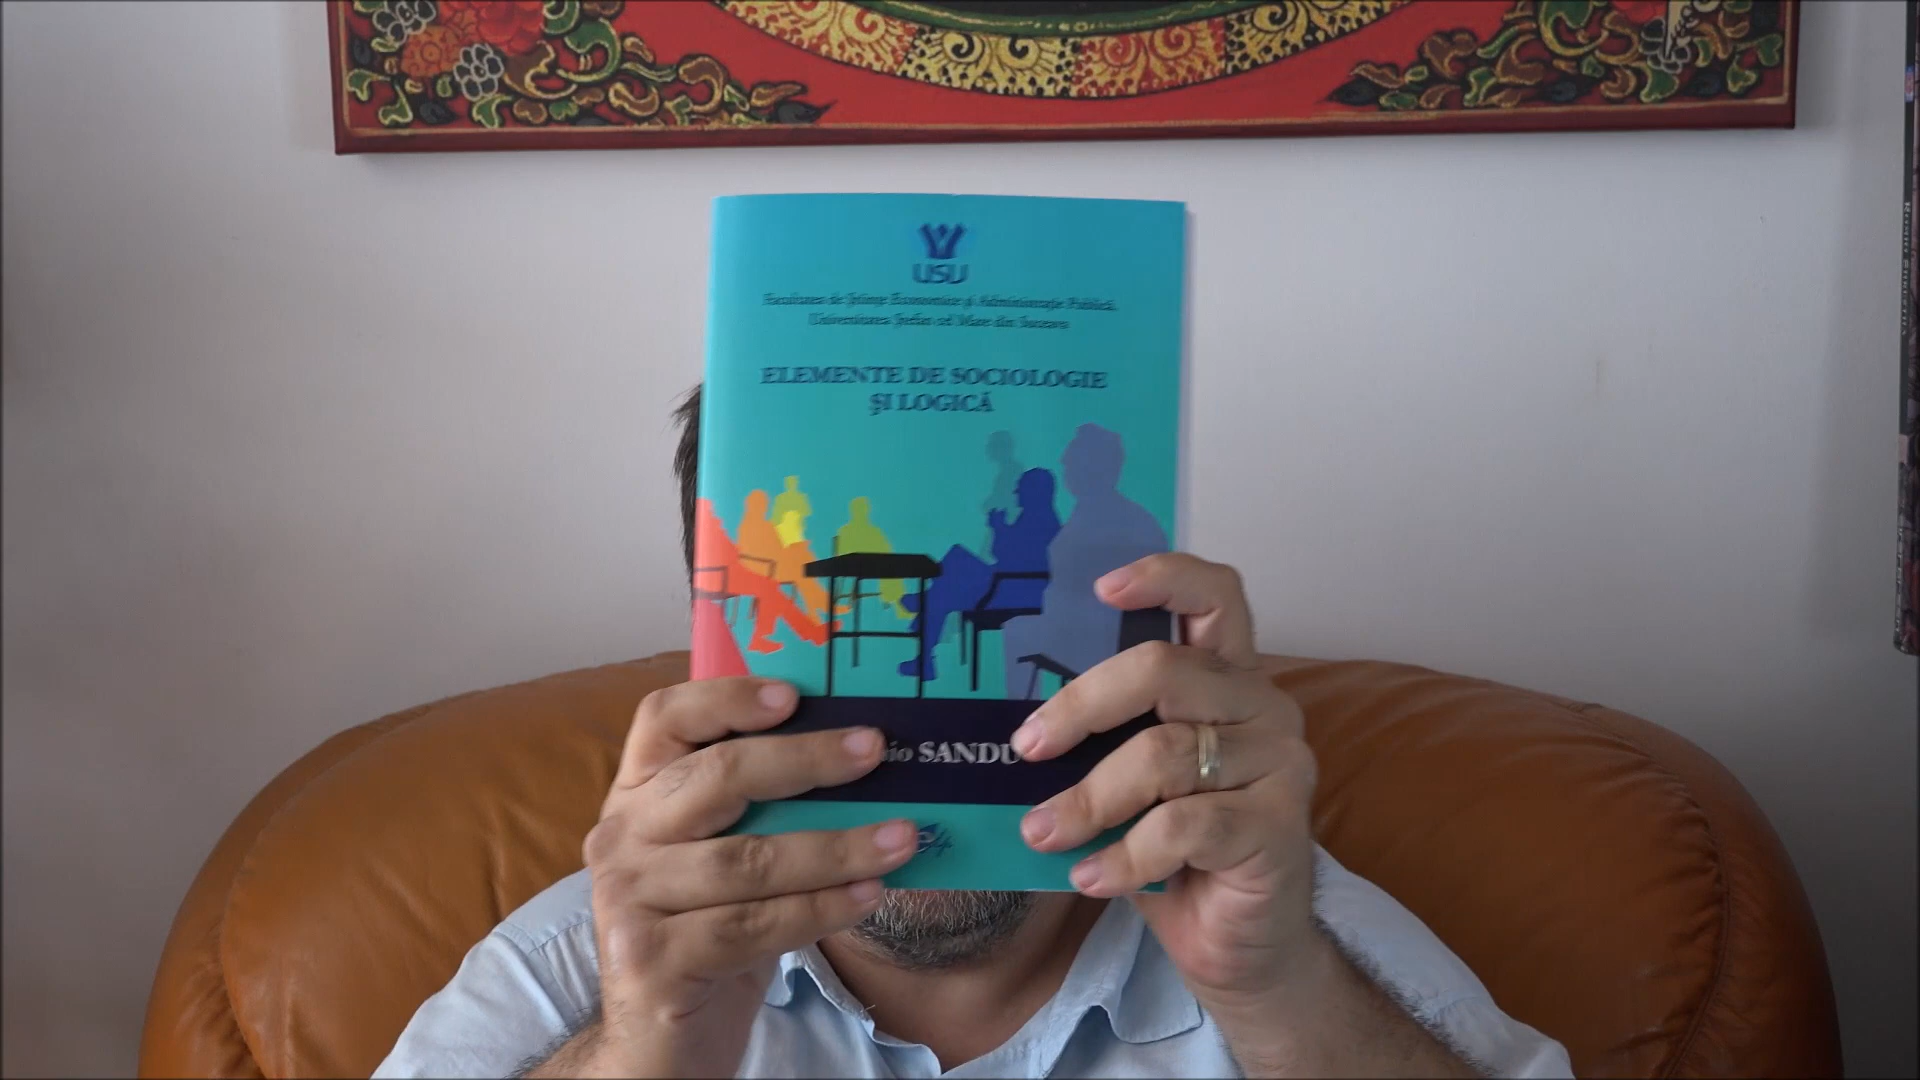 USU
Facultatea de Științe Economice și Administrație Publică
Universitatea Ștefan cel Mare din Suceava
ELEMENTE DE SOCIOLOGIE
ȘI LOGICĂ
SANDU